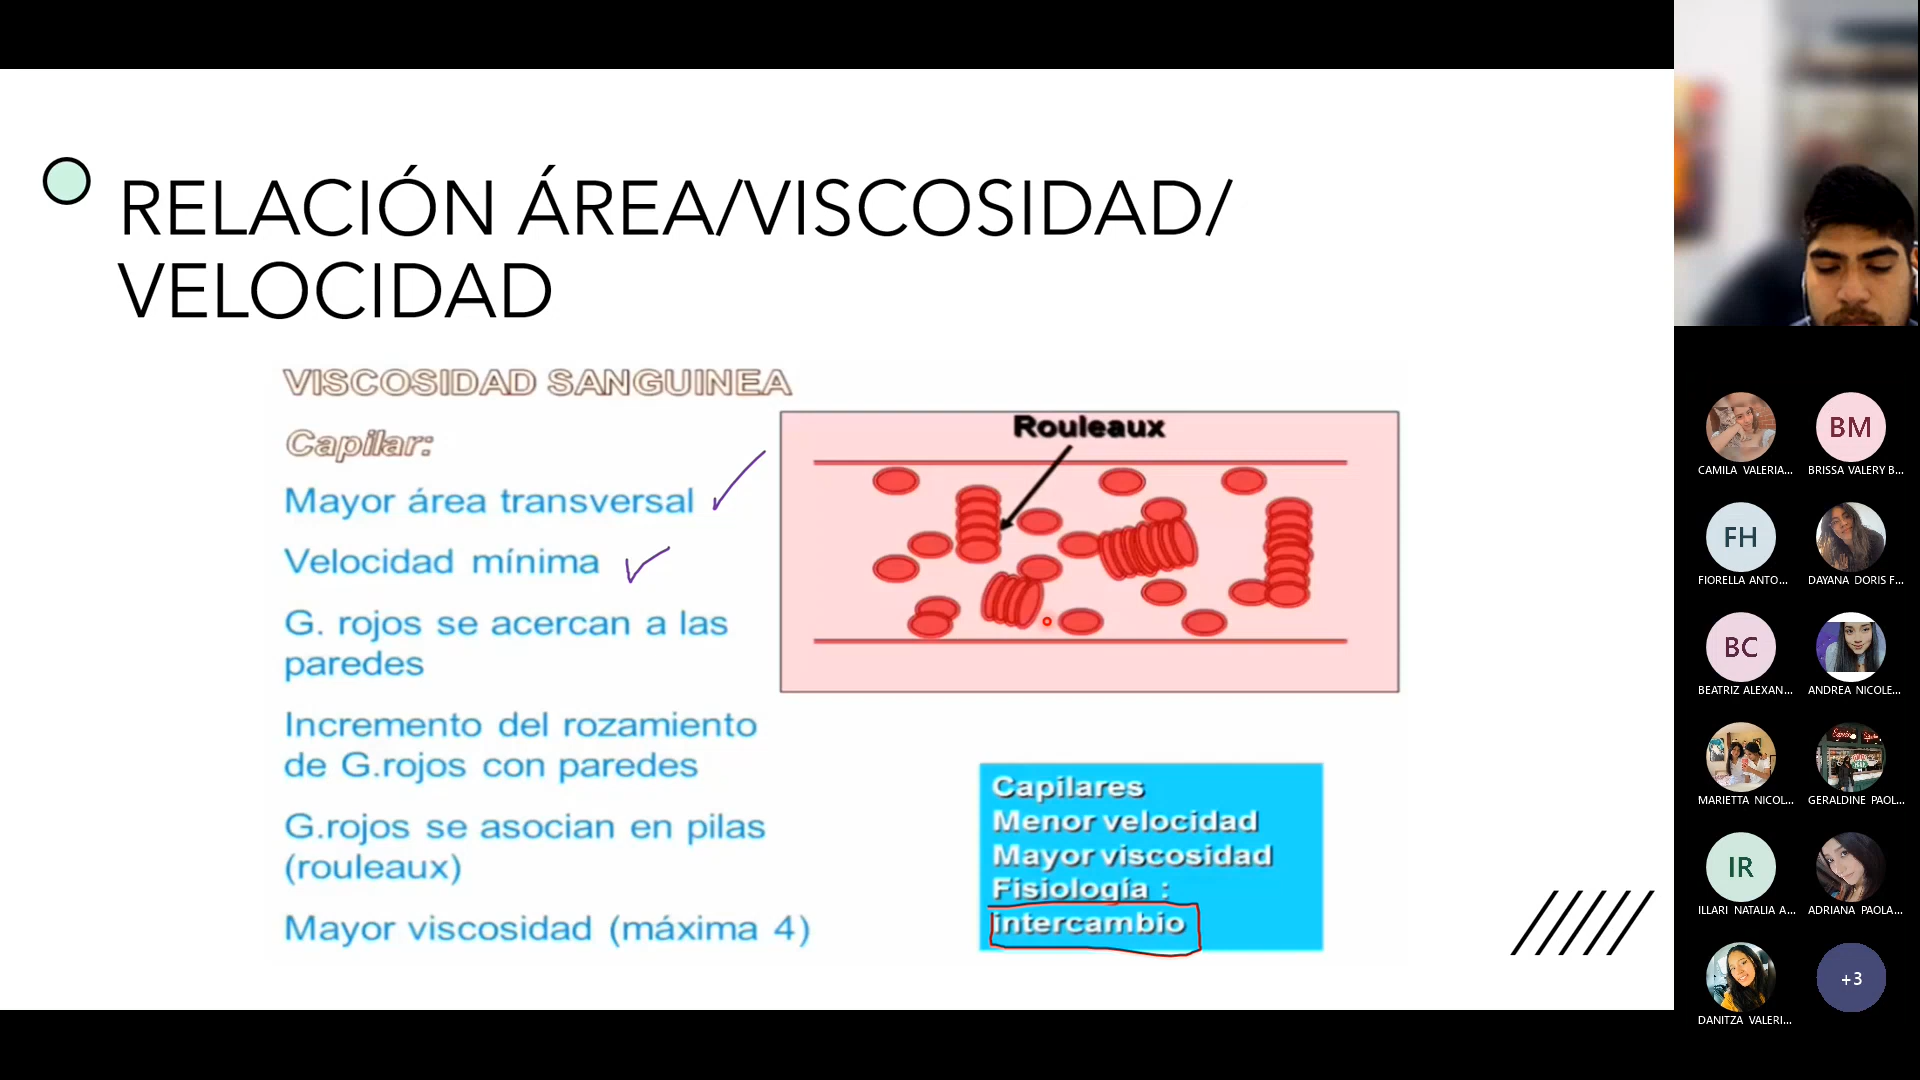 RELACIÓN ÁREA/VISCOSIDAD/
VELOCIDAD
VISCOSIDAD SANGUINEA
Capilar:
Mayor área transversal
Velocidad mínima
G. rojos se acercan a las
paredes
Incremento del rozamiento
de G.rojos con paredes
G.rojos se asocian en pilas
(rouleaux)
Mayor viscosidad (máxima 4)
Rouleaux
Capilares
Menor velocidad
Mayor viscosidad
Fisiología :
intercambio
CAMILA VALERIA...
BRISSA VALERY B...
BM
FIORELLA ANTO...
FH
DAYANA DORIS F...
BEATRIZ ALEXAN...
BC
ANDREA NICOLE...
MARIETTA NICOL...
GERALDINE PAOL...
ILLARI NATALIA A...
IR
ADRIANA PAOLA...
DANITZA VALERI...
+3